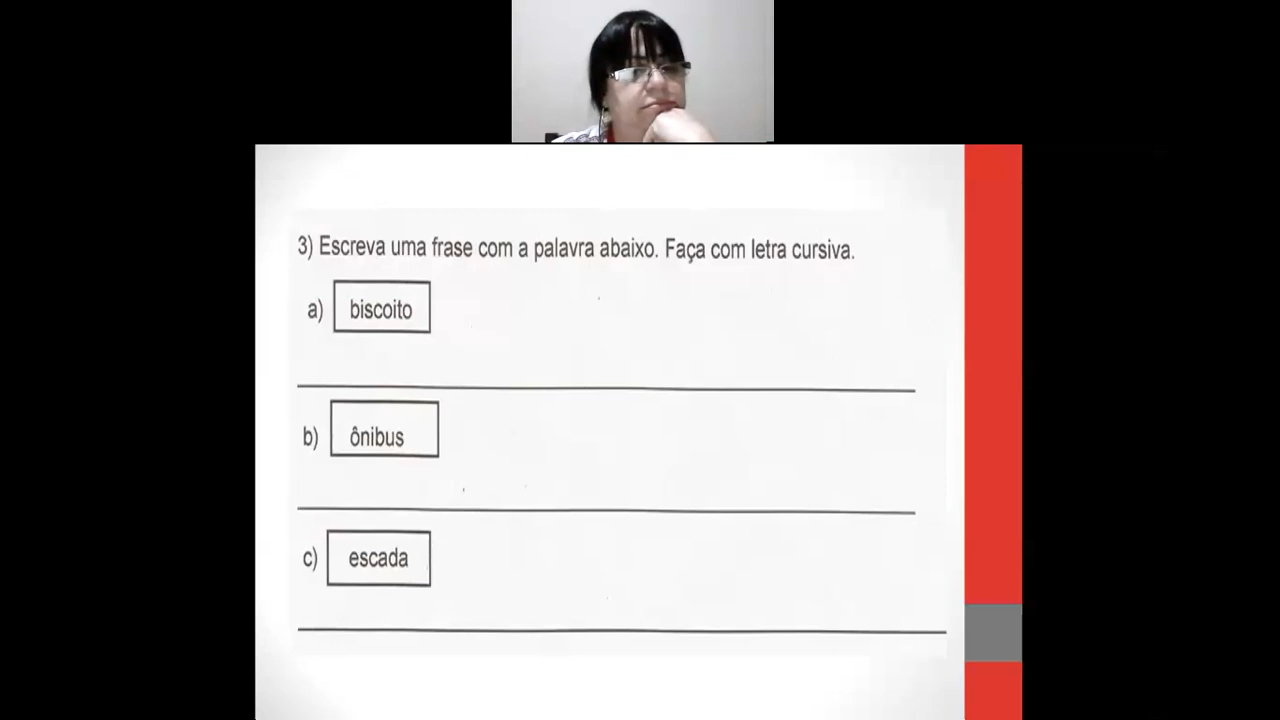 3) Escreva uma frase com a palavra abaixo. Faça com letra cursiva.
a) biscoito
b) ônibus
c) escada